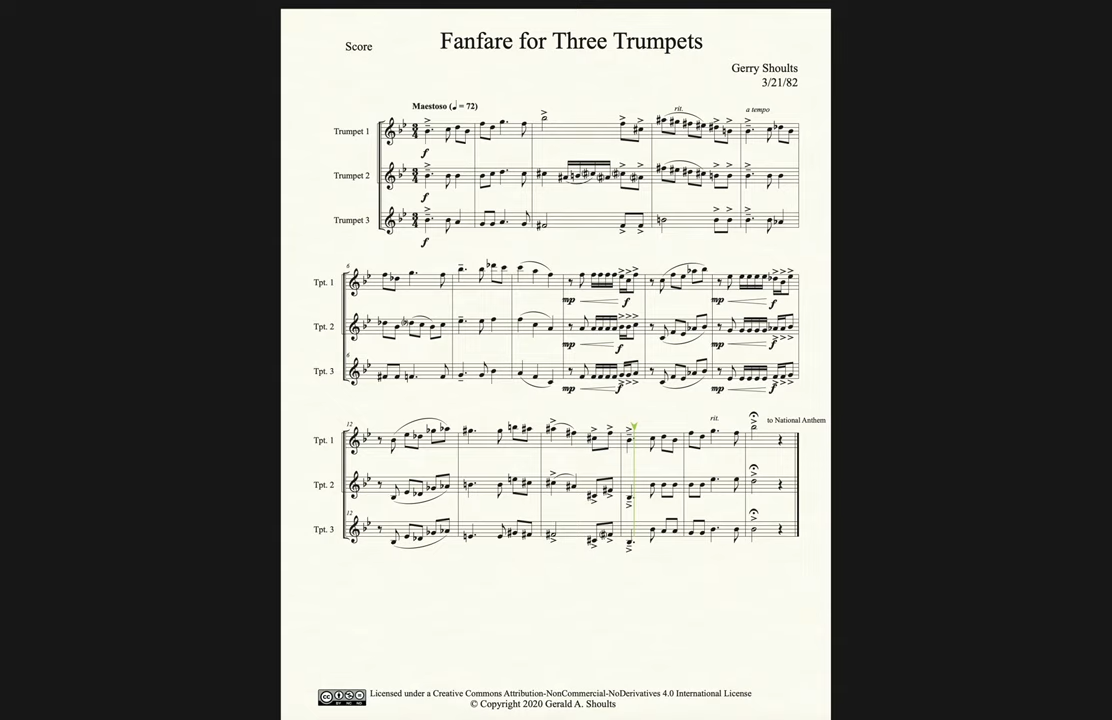 Score
Fanfare for Three Trumpets
Gerry Shoults
3/21/82
Maestoso (♩ = 72)
rit.
a tempo
Trumpet 1
f
Trumpet 2
f
Trumpet 3
f
6
Tpt. 1
mp f mp f
Tpt. 2
mp f mp f
6
Tpt. 3
mp f mp f
12
rit.
to National Anthem
Tpt. 1
Tpt. 2
12
Tpt. 3
Licensed under a Creative Commons Attribution-NonCommercial-NoDerivatives 4.0 International License
© Copyright 2020 Gerald A. Shoults